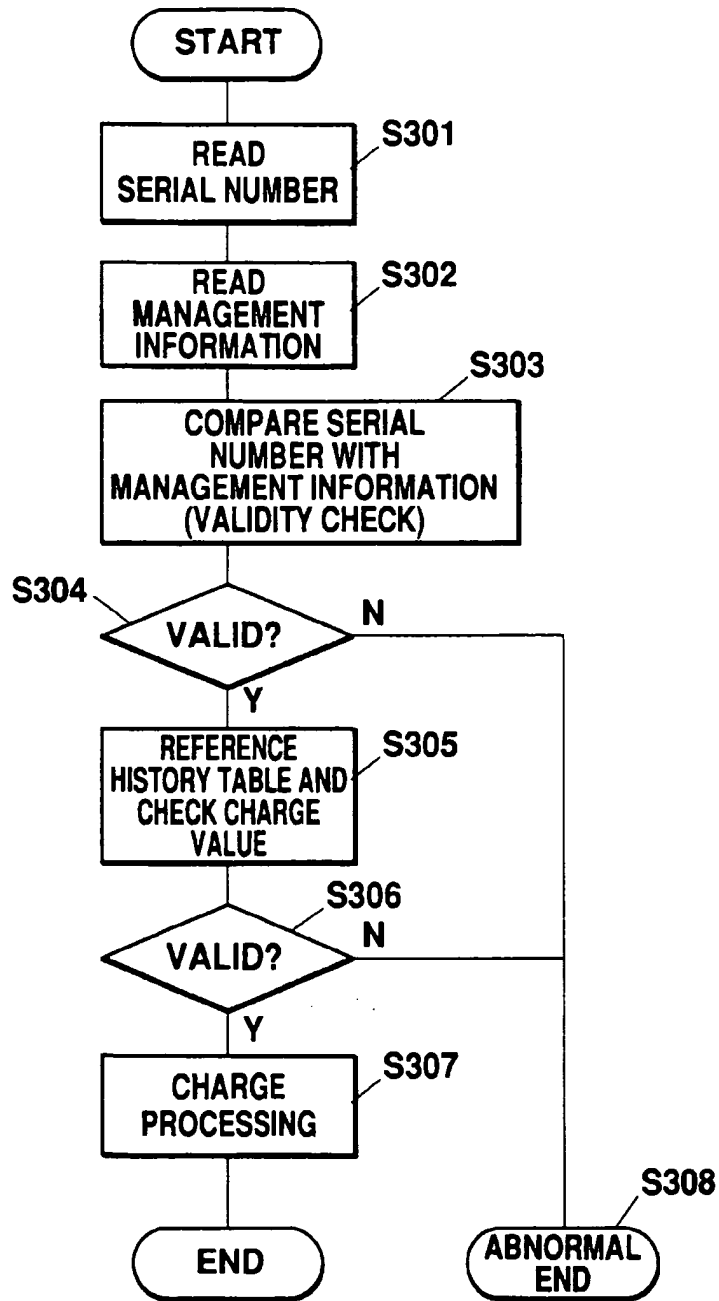 START
S301
READ
SERIAL NUMBER
S302
READ
MANAGEMENT
INFORMATION
S303
COMPARE SERIAL
NUMBER WITH
MANAGEMENT INFORMATION
(VALIDITY CHECK)
S304
VALID?
N
Y
S305
REFERENCE
HISTORY TABLE AND
CHECK CHARGE
VALUE
S306
VALID?
N
Y
S307
CHARGE
PROCESSING
S308
END
ABNORMAL
END